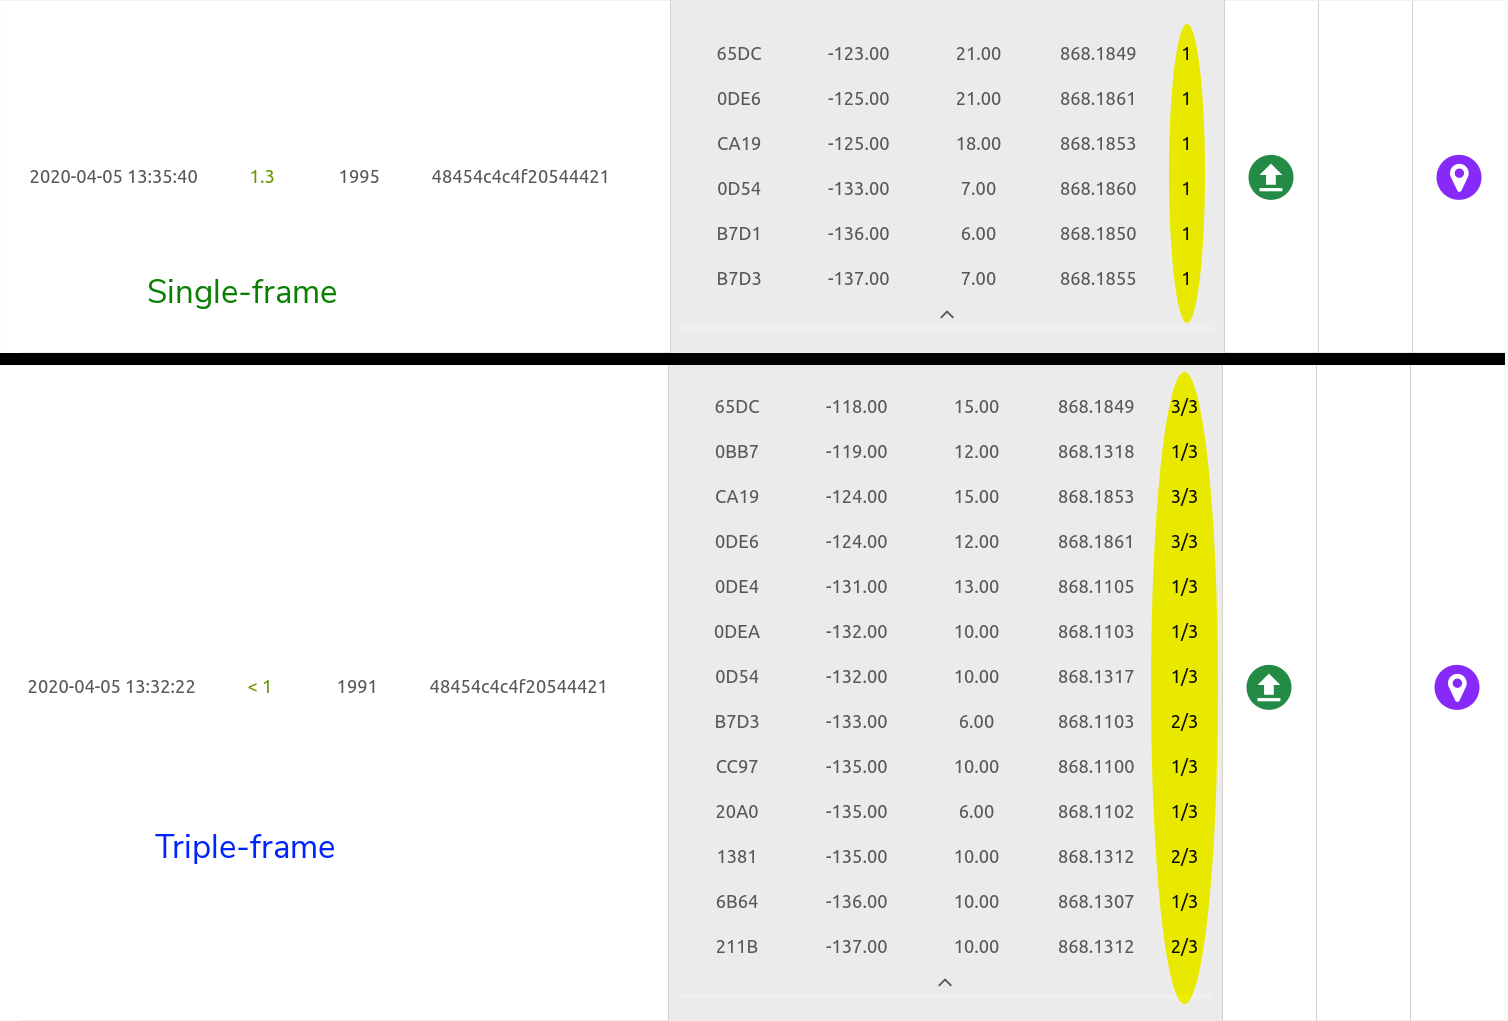 65DC -123.00 21.00 868.1849 1
0DE6 -125.00 21.00 868.1861 1
CA19 -125.00 18.00 868.1853 1
2020-04-05 13:35:40 1.3 1995 48454c4c4f20544421
0D54 -133.00 7.00 868.1860 1
B7D1 -136.00 6.00 868.1850 1
B7D3 -137.00 7.00 868.1855 1
Single-frame
65DC -118.00 15.00 868.1849 3/3
0BB7 -119.00 12.00 868.1318 1/3
CA19 -124.00 15.00 868.1853 3/3
0DE6 -124.00 12.00 868.1861 3/3
0DE4 -131.00 13.00 868.1105 1/3
0DEA -132.00 10.00 868.1103 1/3
0D54 -132.00 10.00 868.1317 1/3
2020-04-05 13:32:22 < 1 1991 48454c4c4f20544421
B7D3 -133.00 6.00 868.1103 2/3
CC97 -135.00 10.00 868.1100 1/3
20A0 -135.00 6.00 868.1102 1/3
Triple-frame
1381 -135.00 10.00 868.1312 2/3
6B64 -136.00 10.00 868.1307 1/3
211B -137.00 10.00 868.1312 2/3